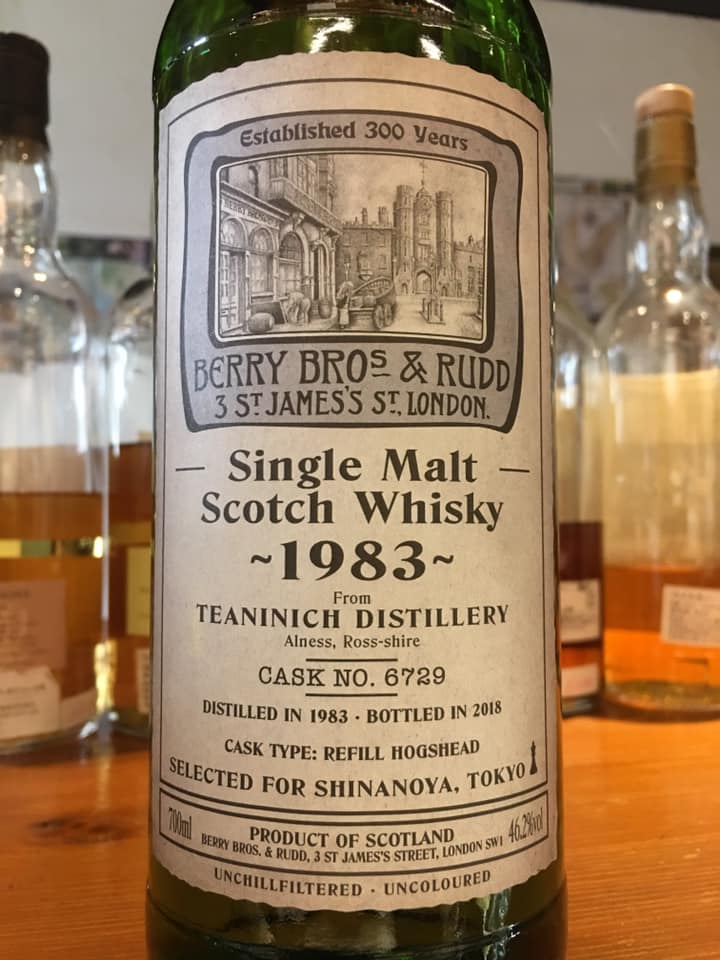 Established 300 Years
BERRY BROS & RUDD
3 ST JAMES'S ST, LONDON.
— Single Malt —
Scotch Whisky
~1983~
From
TEANINICH DISTILLERY
Alness, Ross-shire
CASK NO. 6729
DISTILLED IN 1983 · BOTTLED IN 2018
CASK TYPE: REFILL HOGSHEAD
SELECTED FOR SHINANOYA, TOKYO
700ml
PRODUCT OF SCOTLAND
46.2%vol
BERRY BROS. & RUDD, 3 ST JAMES'S STREET, LONDON SW1
UNCHILLFILTERED · UNCOLOURED